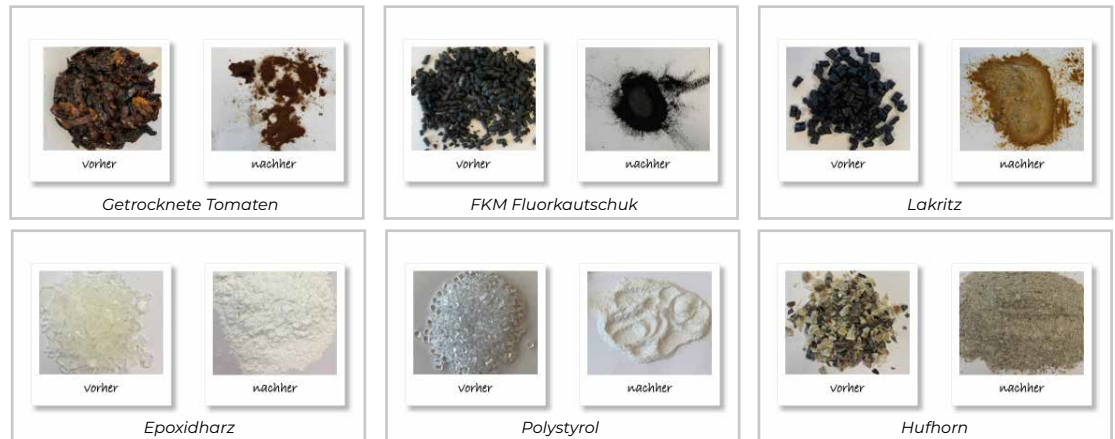 vorher nachher
Getrocknete Tomaten
vorher nachher
FKM Fluorkautschuk
vorher nachher
Lakritz
vorher nachher
Epoxidharz
vorher nachher
Polystyrol
vorher nachher
Hufhorn